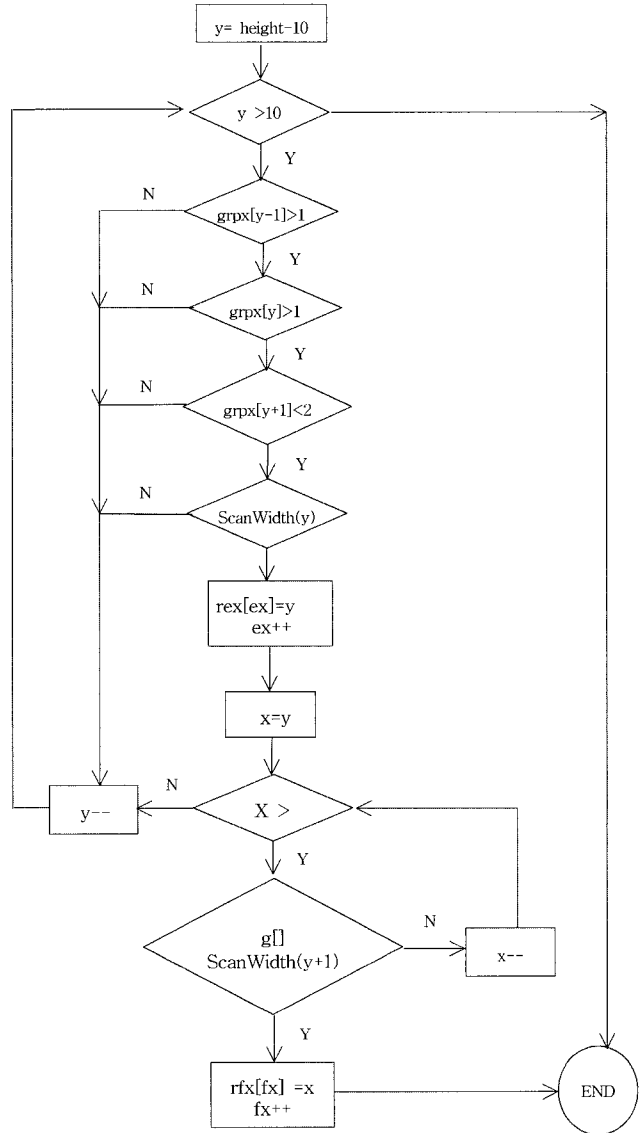 y= height-10
y >10
Y
N
grpx[y-1]>1
Y
N
grpx[y]>1
Y
N
grpx[y+1]<2
Y
N
ScanWidth(y)
rex[ex]=y
ex++
x=y
N
y--
X >
Y
g[]
ScanWidth(y+1)
N
x--
Y
rfx[fx] =x
fx++
END